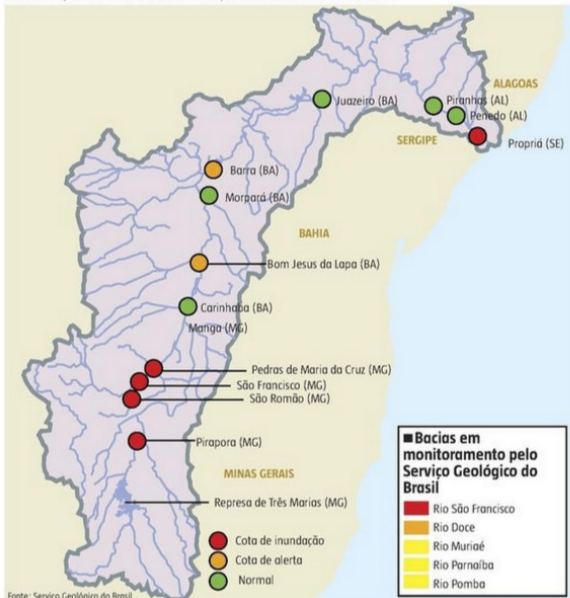 ALAGOAS
Juazeiro (BA)
Piranhas (AL)
Penedo (AL)
SERGIPE
Propriá (SE)
Barra (BA)
Morpará (BA)
BAHIA
Bom Jesus da Lapa (BA)
Carinhaba (BA)
Manga (MG)
Pedras de Maria da Cruz (MG)
São Francisco (MG)
São Romão (MG)
Pirapora (MG)
MINAS GERAIS
Represa de Três Marias (MG)
Cota de inundação
Cota de alerta
Normal
Bacias em
monitoramento pelo
Serviço Geológico do
Brasil
Rio São Francisco
Rio Doce
Rio Muriaé
Rio Parnaíba
Rio Pomba
Fonte: Serviço Geológico do Brasil